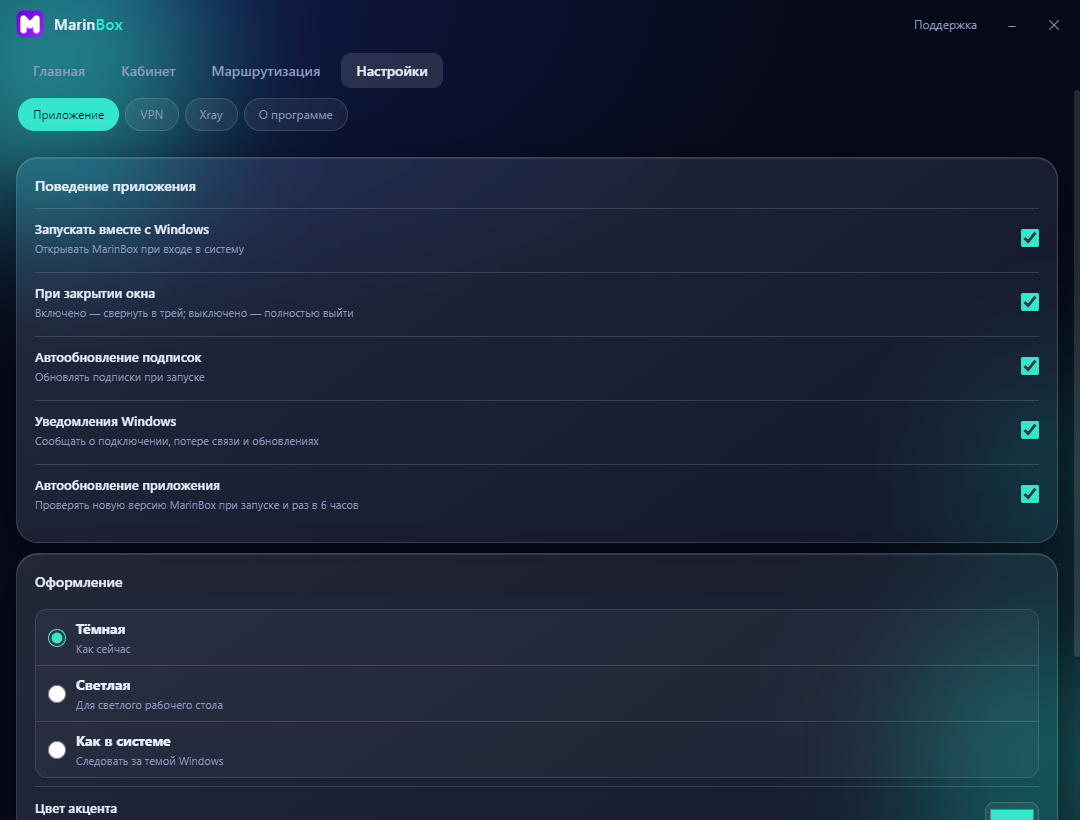 MarinBox
Поддержка
Главная
Кабинет
Маршрутизация
Настройки
Приложение
VPN
Xray
О программе
Поведение приложения
Запускать вместе с Windows
Открывать MarinBox при входе в систему
При закрытии окна
Включено — свернуть в трей; выключено — полностью выйти
Автообновление подписок
Обновлять подписки при запуске
Уведомления Windows
Сообщать о подключении, потере связи и обновлениях
Автообновление приложения
Проверять новую версию MarinBox при запуске и раз в 6 часов
Оформление
Тёмная
Как сейчас
Светлая
Для светлого рабочего стола
Как в системе
Следовать за темой Windows
Цвет акцента